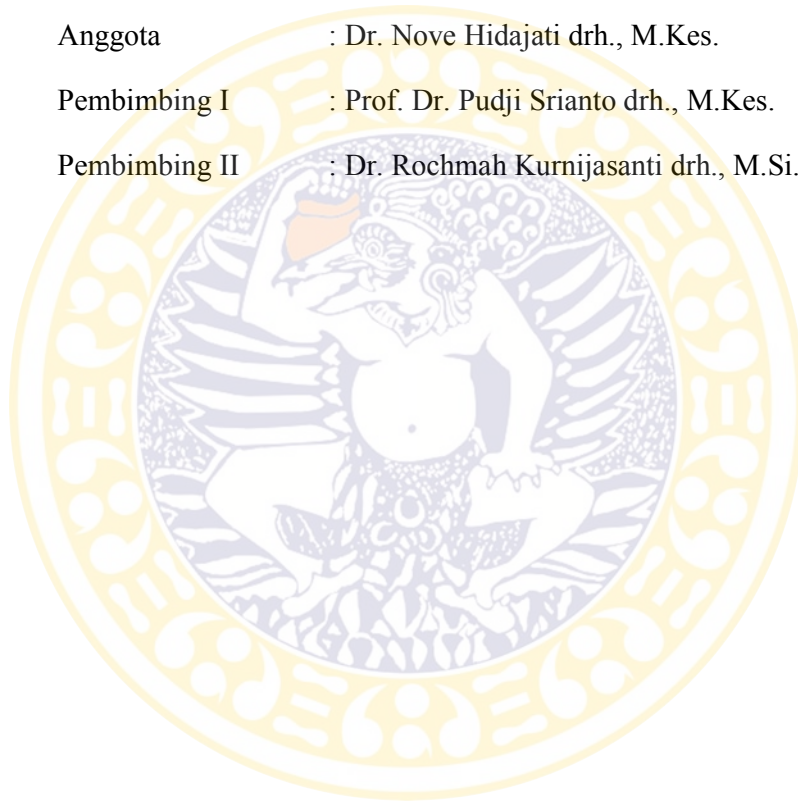 Anggota : Dr. Nove Hidajati drh., M.Kes.
Pembimbing I : Prof. Dr. Pudji Srianto drh., M.Kes.
Pembimbing II : Dr. Rochmah Kurnijasanti drh., M.Si.